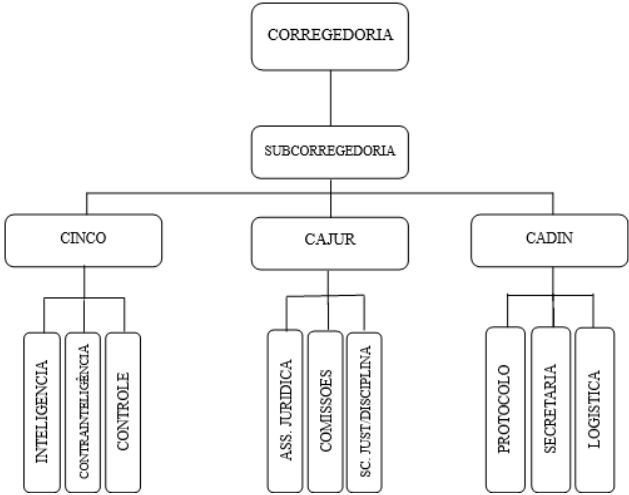 CORREGEDORIA
SUBCORREGEDORIA
CINCO
CAJUR
CADIN
INTELIGENCIA
CONTRAINTELIGÊNCIA
CONTROLE
ASS. JURIDICA
COMISSOES
SC. JUST/DISCIPLINA
PROTOCOLO
SECRETARIA
LOGISTICA